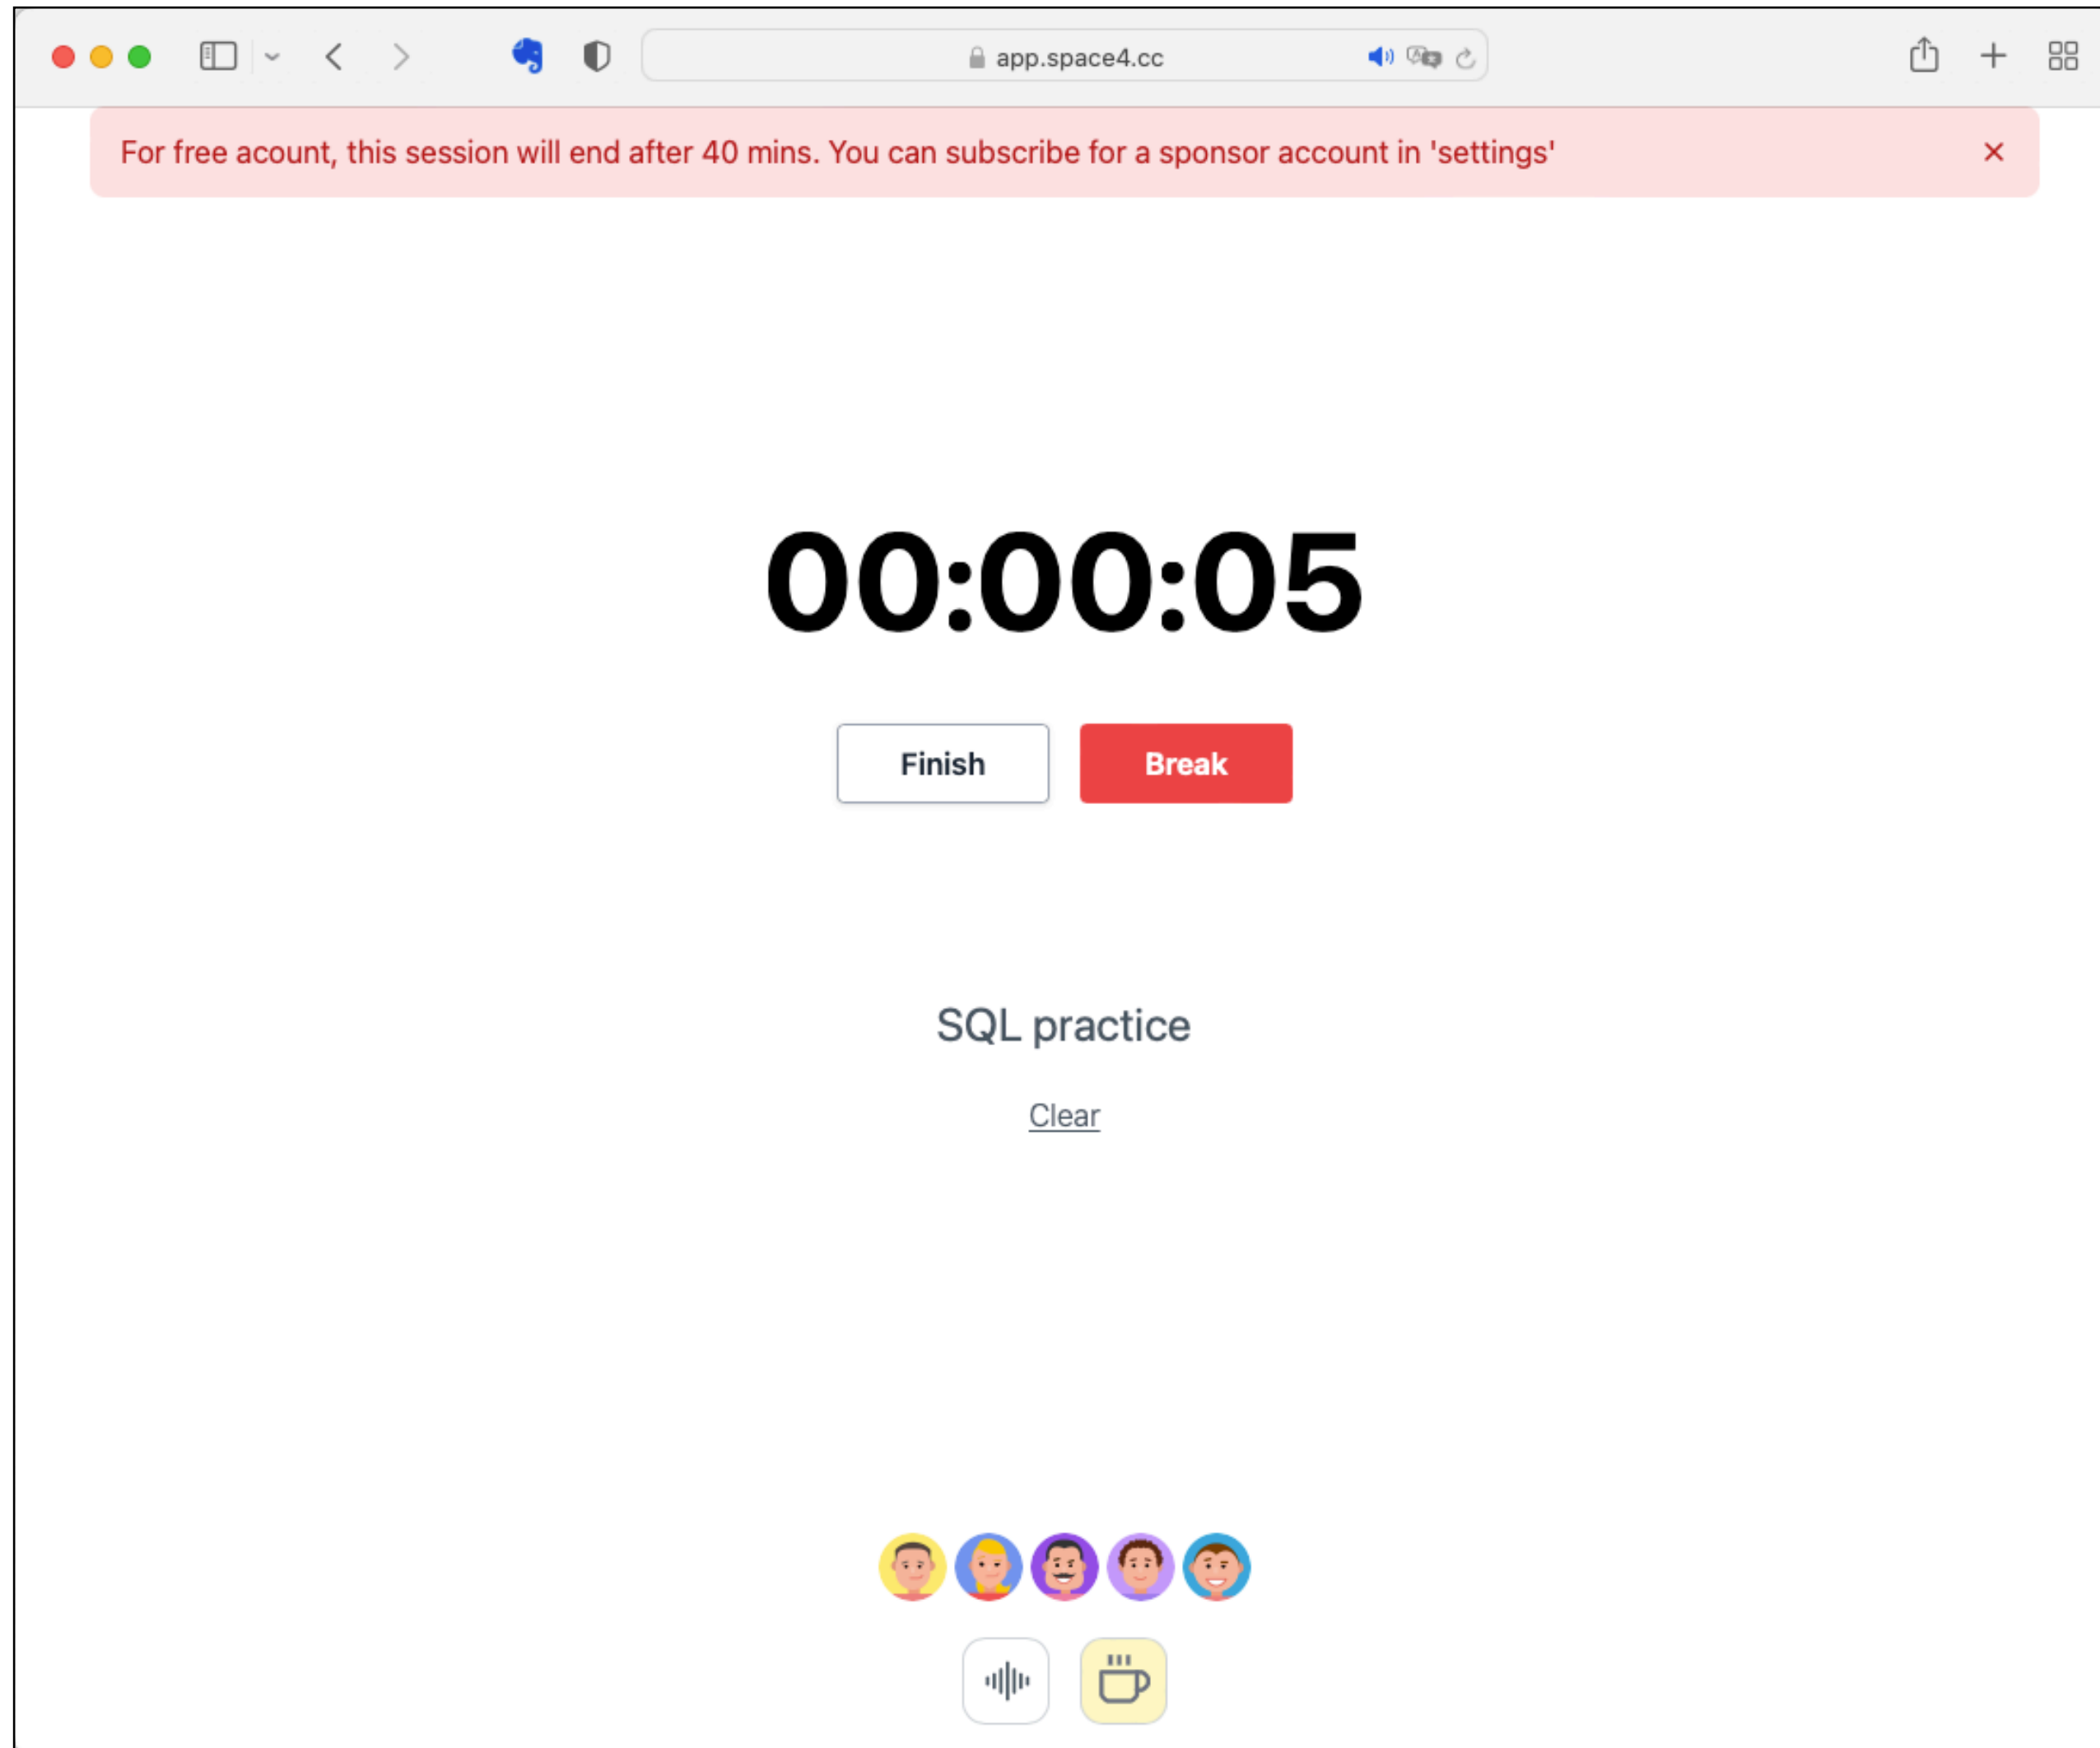 app.space4.cc
For free acount, this session will end after 40 mins. You can subscribe for a sponsor account in 'settings'
00:00:05
Finish
Break
SQL practice
Clear